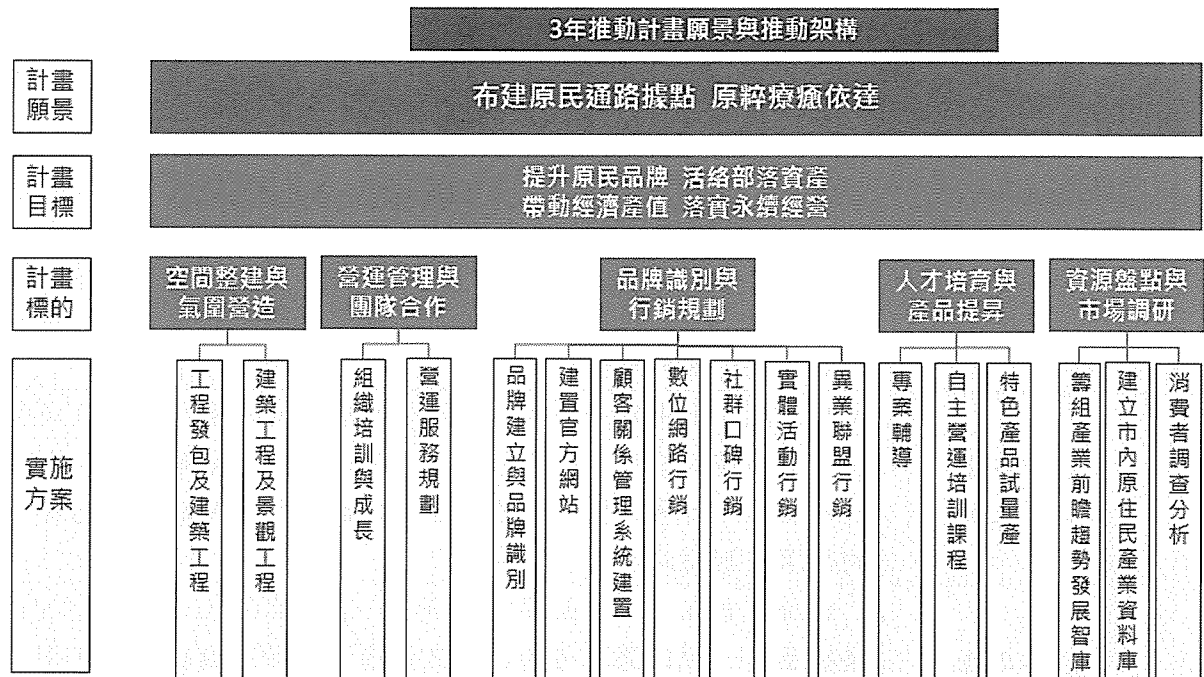 3年推動計畫願景與推動架構
計畫
願景
布建原民通路據點 原粹療癒依達
計畫
目標
提升原民品牌 活絡部落資產
帶動經濟產值 落實永續經營
計畫
標的
空間整建與
氣圍營造
營運管理與
團隊合作
品牌識別與
行銷規劃
人才培育與
產品提昇
資源盤點與
市場調研
實施
方案
工程發包及建築工程
建築工程及景觀工程
組織培訓與成長
營運服務規劃
品牌建立與品牌識別
建置官方網站
顧客關係管理系統建置
數位網路行銷
社群口碑行銷
實體活動行銷
異業聯盟行銷
專案輔導
自主營運培訓課程
特色產品試量產
籌組產業前瞻趨勢發展智庫
建立市內原住民產業資料庫
消費者調查分析